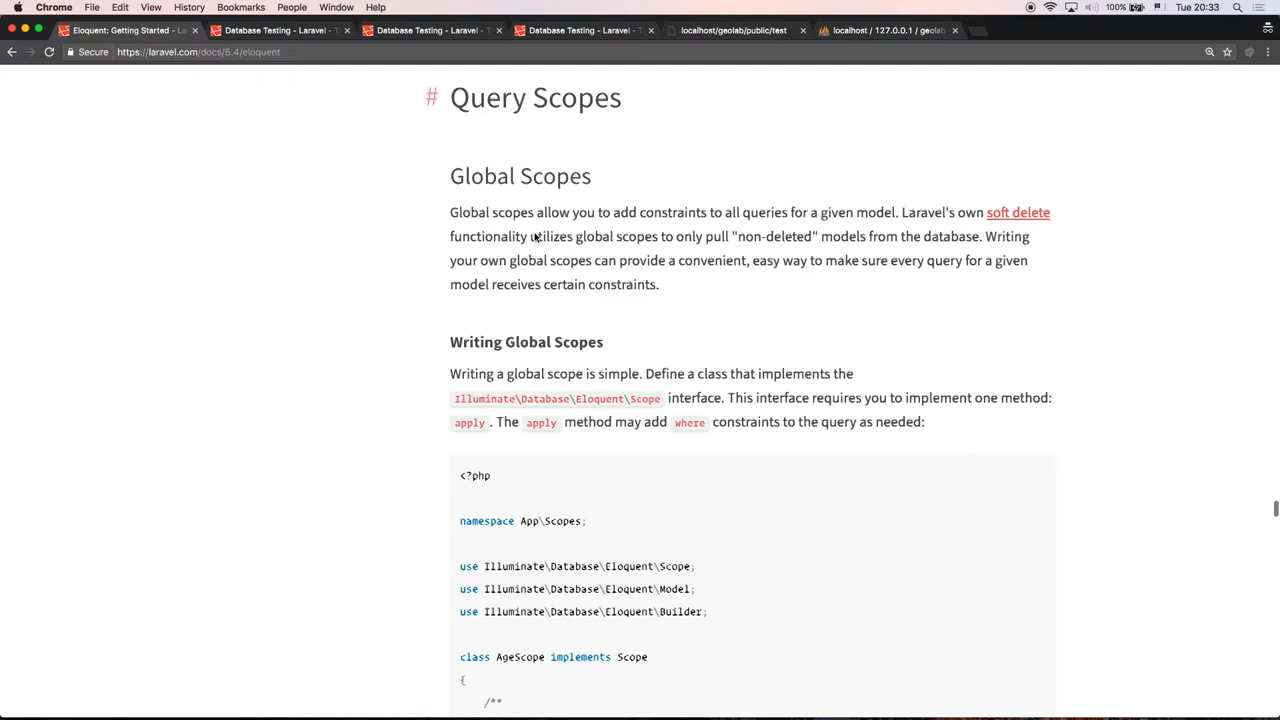 Chrome File Edit View History Bookmarks People Window Help 100% Tue 20:33
Eloquent: Getting Started - La × Database Testing - Laravel - T × Database Testing - Laravel - T × Database Testing - Laravel - T × localhost/geolab/public/test × localhost / 127.0.0.1 / geolab ×
Secure https://laravel.com/docs/5.4/eloquent
# Query Scopes
Global Scopes
Global scopes allow you to add constraints to all queries for a given model. Laravel's own soft delete
functionality utilizes global scopes to only pull "non-deleted" models from the database. Writing
your own global scopes can provide a convenient, easy way to make sure every query for a given
model receives certain constraints.
Writing Global Scopes
Writing a global scope is simple. Define a class that implements the
Illuminate\Database\Eloquent\Scope interface. This interface requires you to implement one method:
apply . The apply method may add where constraints to the query as needed:
<?php
namespace App\Scopes;
use Illuminate\Database\Eloquent\Scope;
use Illuminate\Database\Eloquent\Model;
use Illuminate\Database\Eloquent\Builder;
class AgeScope implements Scope
{
/**